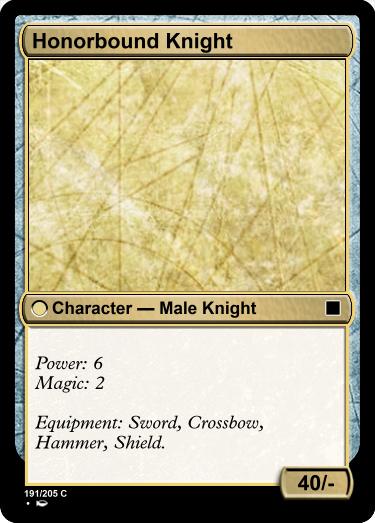 Honorbound Knight
Character — Male Knight
Power: 6
Magic: 2
Equipment: Sword, Crossbow,
Hammer, Shield.
40/-
191/205 C